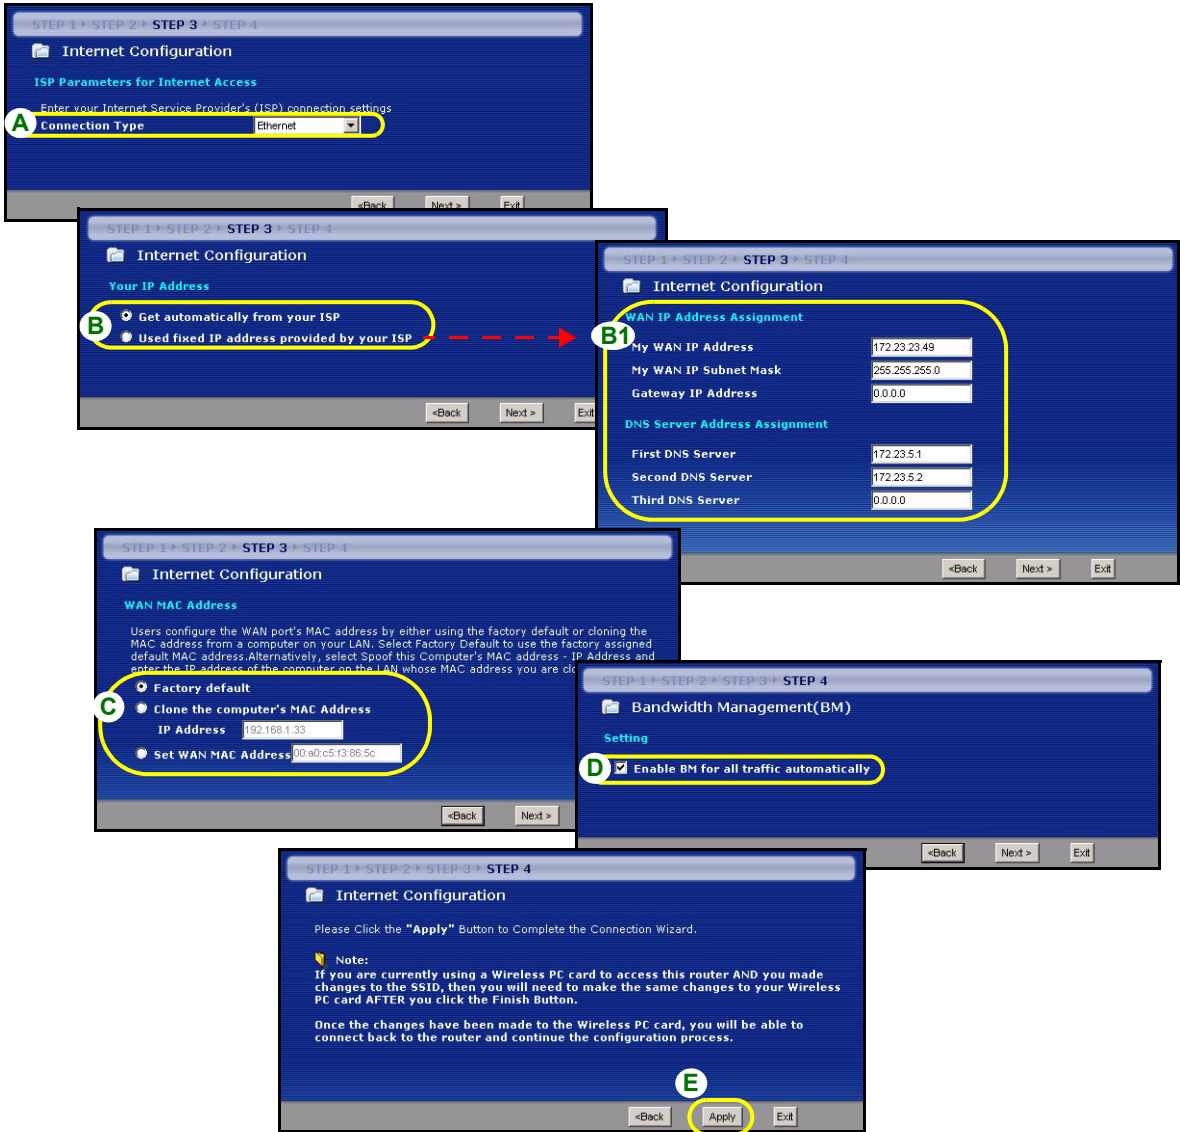 STEP 1 › STEP 2 › STEP 3 › STEP 4
Internet Configuration
ISP Parameters for Internet Access
Enter your Internet Service Provider's (ISP) connection settings
A Connection Type Ethernet
<Back Next > Exit
STEP 1 › STEP 2 › STEP 3 › STEP 4
Internet Configuration
Your IP Address
B
Get automatically from your ISP
Used fixed IP address provided by your ISP
<Back Next > Exit
STEP 1 › STEP 2 › STEP 3 › STEP 4
Internet Configuration
WAN IP Address Assignment
B1
My WAN IP Address 172.23.23.49
My WAN IP Subnet Mask 255.255.255.0
Gateway IP Address 0.0.0.0
DNS Server Address Assignment
First DNS Server 172.23.5.1
Second DNS Server 172.23.5.2
Third DNS Server 0.0.0.0
<Back Next > Exit
STEP 1 › STEP 2 › STEP 3 › STEP 4
Internet Configuration
WAN MAC Address
Users configure the WAN port's MAC address by either using the factory default or cloning the
MAC address from a computer on your LAN. Select Factory Default to use the factory assigned
default MAC address.Alternatively, select Spoof this Computer's MAC address - IP Address and
enter the IP address of the computer on the LAN whose MAC address you are clo
Factory default
C Clone the computer's MAC Address
IP Address 192.168.1.33
Set WAN MAC Address 00:a0:c5:f3:86:5c
<Back Next >
STEP 1 › STEP 2 › STEP 3 › STEP 4
Bandwidth Management(BM)
Setting
D Enable BM for all traffic automatically
<Back Next > Exit
STEP 1 › STEP 2 › STEP 3 › STEP 4
Internet Configuration
Please Click the "Apply" Button to Complete the Connection Wizard.
Note:
If you are currently using a Wireless PC card to access this router AND you made
changes to the SSID, then you will need to make the same changes to your Wireless
PC card AFTER you click the Finish Button.
Once the changes have been made to the Wireless PC card, you will be able to
connect back to the router and continue the configuration process.
E
<Back Apply Exit